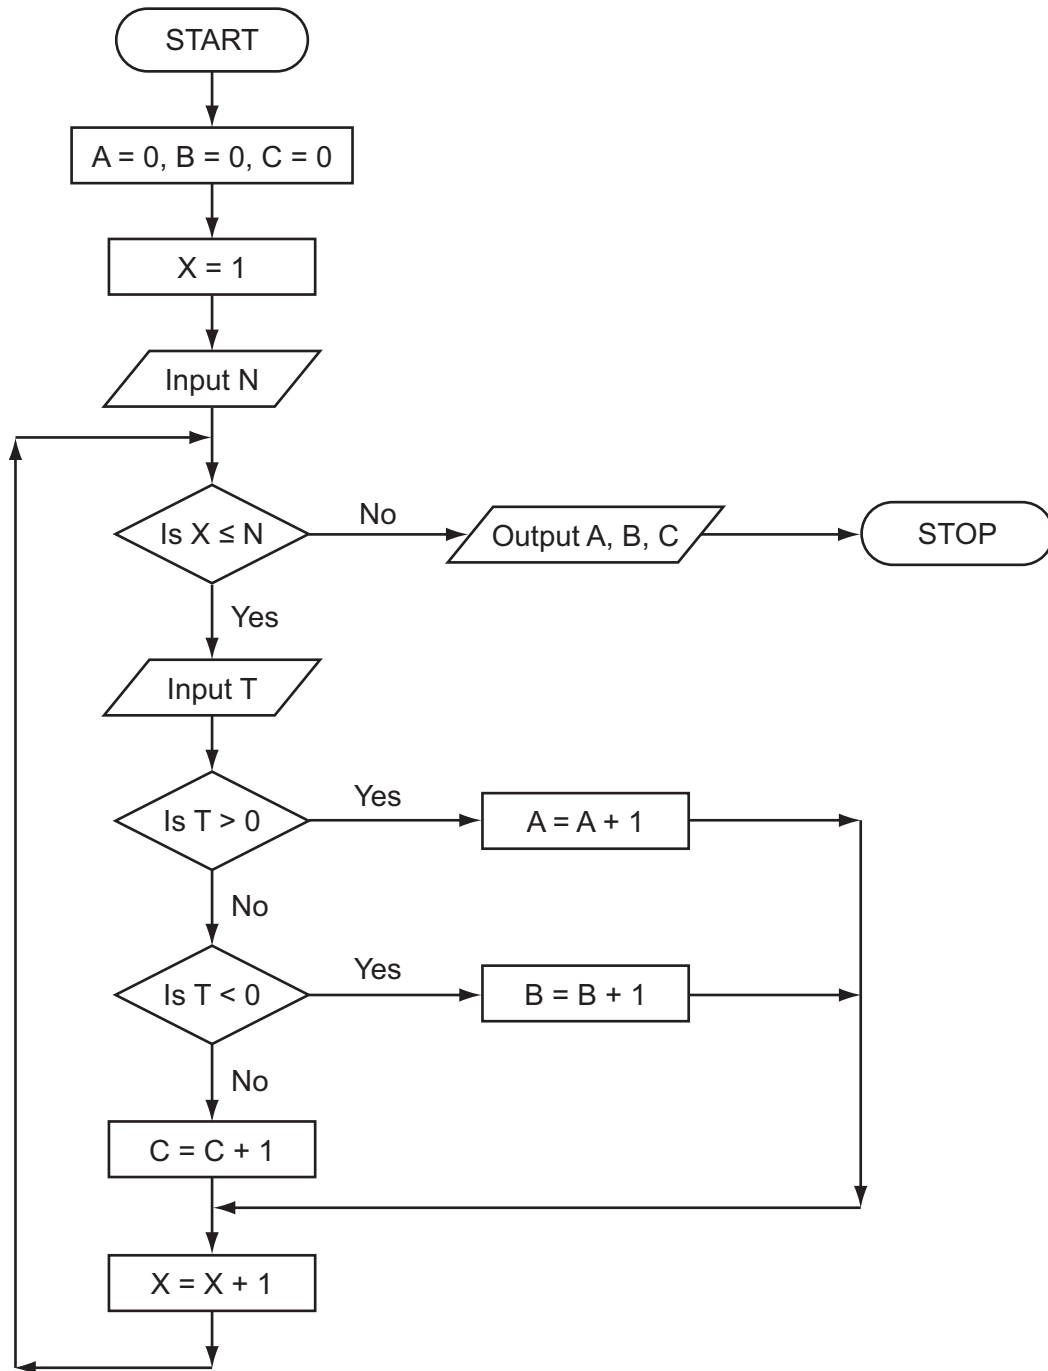 START
A = 0, B = 0, C = 0
X = 1
Input N
Is X ≤ N
No
Output A, B, C
STOP
Yes
Input T
Is T > 0
Yes
A = A + 1
No
Is T < 0
Yes
B = B + 1
No
C = C + 1
X = X + 1